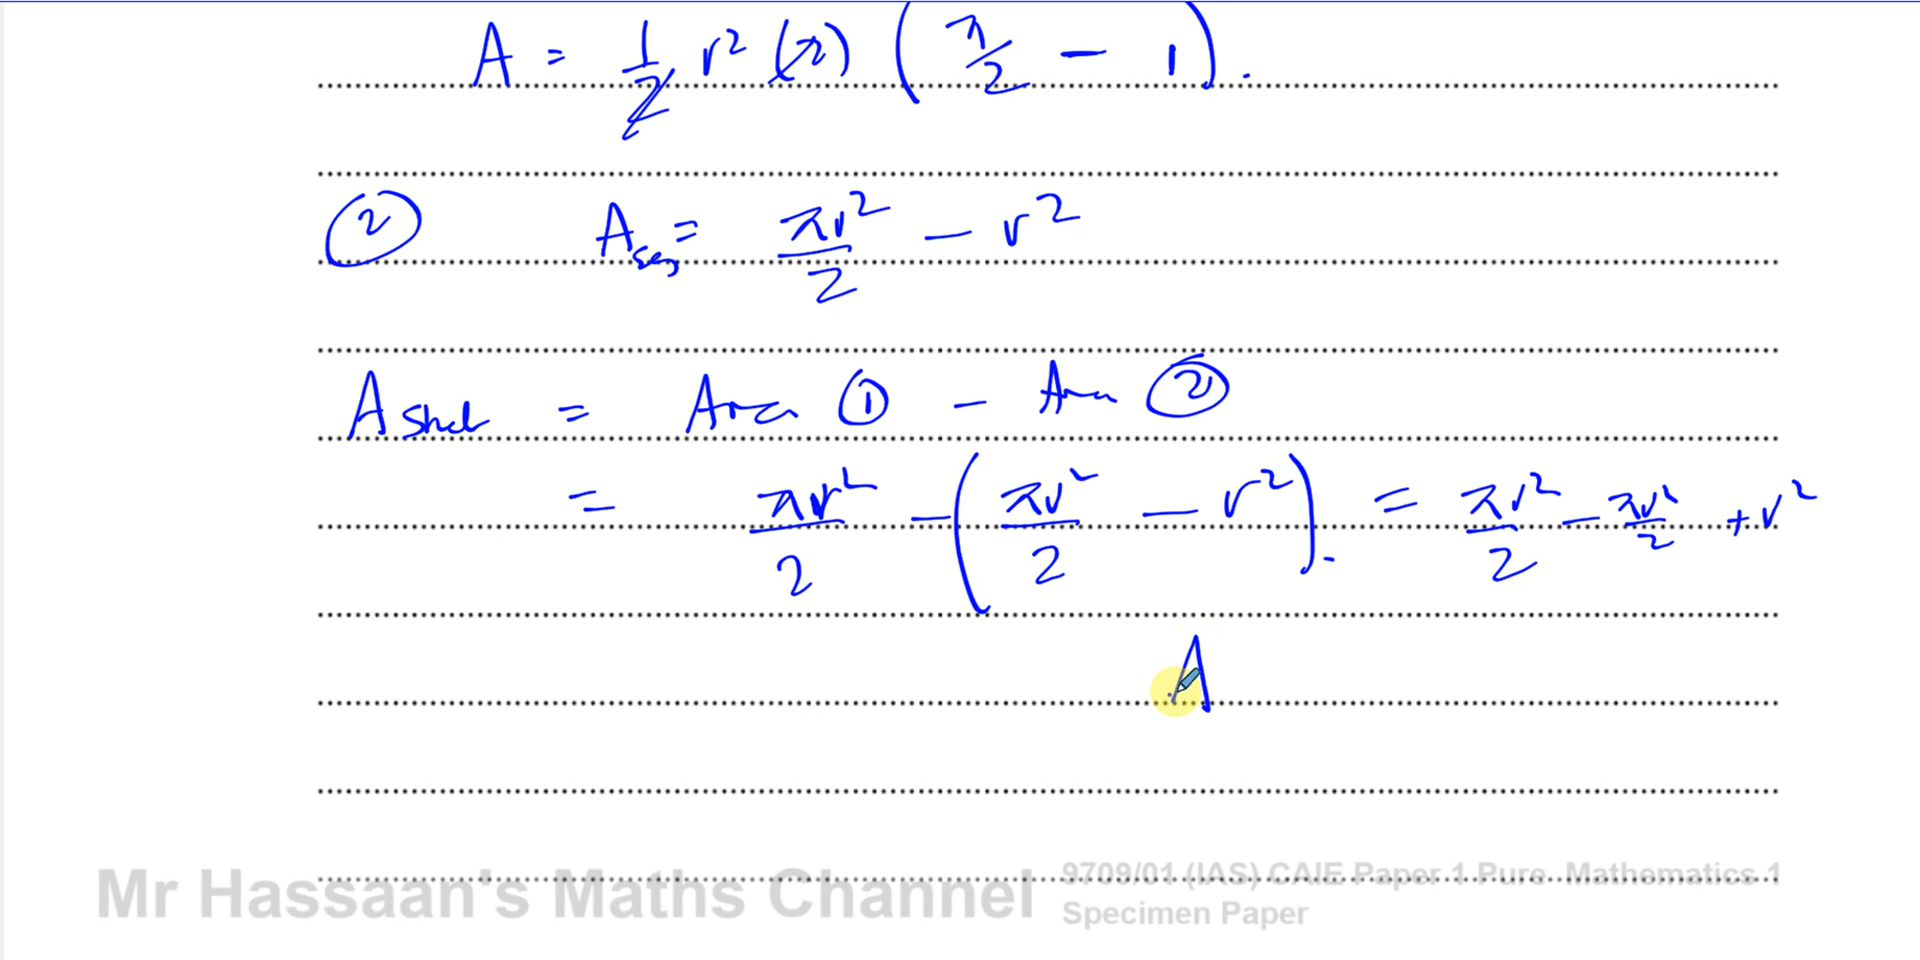 A = 1/2 r² (2) (π/2 - 1).
② A seg = πr²/2 - r²
A shd = Area ① - Area ②
= πr²/2 - (πr²/2 - r²). = πr²/2 - πr²/2 + r²
A
Mr Hassaan's Maths Channel
9709/01 (IAS) CAIE Paper 1 Pure Mathematics 1
Specimen Paper